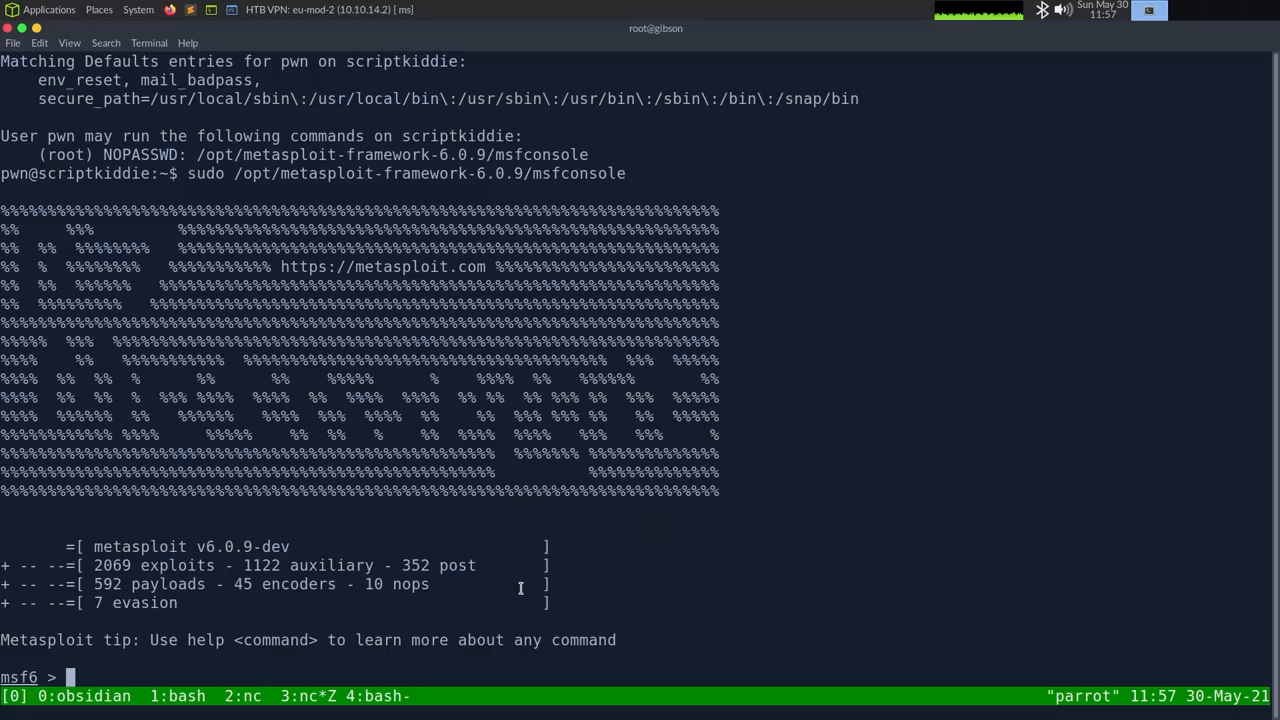 Applications Places System HTB VPN: eu-mod-2 (10.10.14.2) [ ms] Sun May 30
11:57
root@gibson
File Edit View Search Terminal Help
Matching Defaults entries for pwn on scriptkiddie:
    env_reset, mail_badpass,
    secure_path=/usr/local/sbin\:/usr/local/bin\:/usr/sbin\:/usr/bin\:/sbin\:/bin\:/snap/bin
User pwn may run the following commands on scriptkiddie:
    (root) NOPASSWD: /opt/metasploit-framework-6.0.9/msfconsole
pwn@scriptkiddie:~$ sudo /opt/metasploit-framework-6.0.9/msfconsole
%%%%%%%%%%%%%%%%%%%%%%%%%%%%%%%%%%%%%%%%%%%%%%%%%%%%%%%%%%%%%%%%%%%%%%%%%%%%%%%
%%     %%%         %%%%%%%%%%%%%%%%%%%%%%%%%%%%%%%%%%%%%%%%%%%%%%%%%%%%%%%%%%
%%  %%  %%%%%%%%   %%%%%%%%%%%%%%%%%%%%%%%%%%%%%%%%%%%%%%%%%%%%%%%%%%%%%%%%%%
%%  %  %%%%%%%%   %%%%%%%%%%% https://metasploit.com %%%%%%%%%%%%%%%%%%%%%%%%
%%  %%  %%%%%%   %%%%%%%%%%%%%%%%%%%%%%%%%%%%%%%%%%%%%%%%%%%%%%%%%%%%%%%%%%%%
%%  %%%%%%%%%   %%%%%%%%%%%%%%%%%%%%%%%%%%%%%%%%%%%%%%%%%%%%%%%%%%%%%%%%%%%%%
%%%%%%%%%%%%%%%%%%%%%%%%%%%%%%%%%%%%%%%%%%%%%%%%%%%%%%%%%%%%%%%%%%%%%%%%%%%%%%%
%%%%%  %%%  %%%%%%%%%%%%%%%%%%%%%%%%%%%%%%%%%%%%%%%%%%%%%%%%%%%%%%%%%%%%%%%%%
%%%%    %%   %%%%%%%%%%%  %%%%%%%%%%%%%%%%%%%%%%%%%%%%%%%%%%%%%%%  %%%  %%%%%
%%%%  %%  %%  %      %%      %%    %%%%%      %    %%%%  %%   %%%%%%       %%
%%%%  %%  %%  %  %%% %%%%  %%%%  %%  %%%%  %%%%  %% %%  %% %%% %%  %%%  %%%%%
%%%%  %%%%%%  %%   %%%%%%   %%%%  %%%  %%%%  %%    %%  %%% %%% %%   %%  %%%%%
%%%%%%%%%%%% %%%%     %%%%%    %%  %%   %    %%  %%%%  %%%%   %%%   %%%     %
%%%%%%%%%%%%%%%%%%%%%%%%%%%%%%%%%%%%%%%%%%%%%%%%%%%%%  %%%%%%% %%%%%%%%%%%%%%
%%%%%%%%%%%%%%%%%%%%%%%%%%%%%%%%%%%%%%%%%%%%%%%%%%%%%          %%%%%%%%%%%%%%
%%%%%%%%%%%%%%%%%%%%%%%%%%%%%%%%%%%%%%%%%%%%%%%%%%%%%%%%%%%%%%%%%%%%%%%%%%%%%%%
       =[ metasploit v6.0.9-dev                           ]
+ -- --=[ 2069 exploits - 1122 auxiliary - 352 post       ]
+ -- --=[ 592 payloads - 45 encoders - 10 nops            ]
+ -- --=[ 7 evasion                                       ]
Metasploit tip: Use help <command> to learn more about any command
msf6 >
[0] 0:obsidian  1:bash  2:nc  3:nc*Z 4:bash- "parrot" 11:57 30-May-21